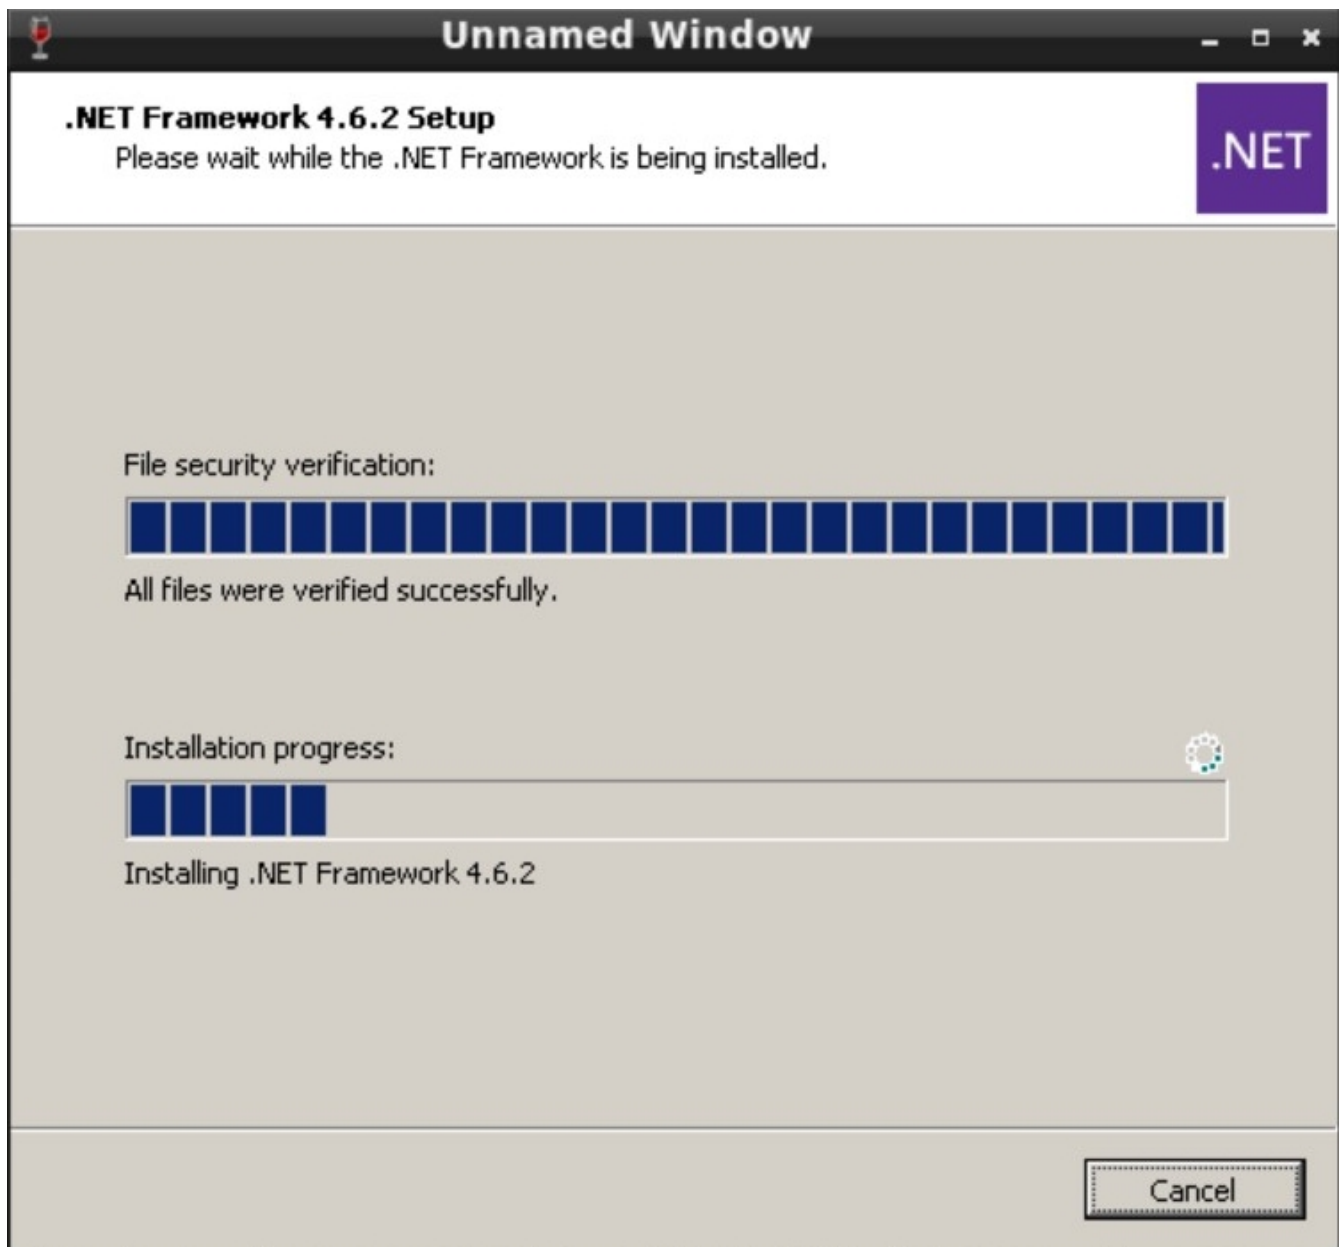 Unnamed Window
.NET Framework 4.6.2 Setup
Please wait while the .NET Framework is being installed.
.NET
File security verification:
All files were verified successfully.
Installation progress:
Installing .NET Framework 4.6.2
Cancel